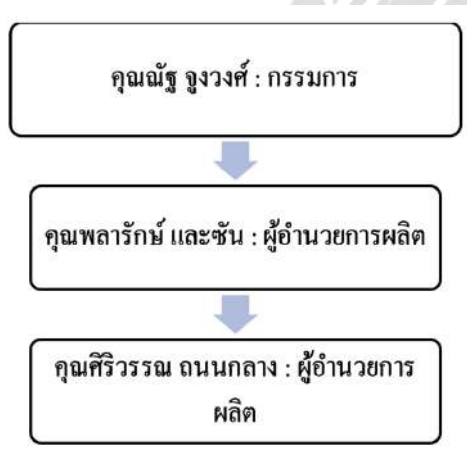 คุณณัฐ จูงวงศ์ : กรรมการ
คุณพลารักษ์ และซัน : ผู้อำนวยการผลิต
คุณศิริวรรณ ถนนกลาง : ผู้อำนวยการ
ผลิต